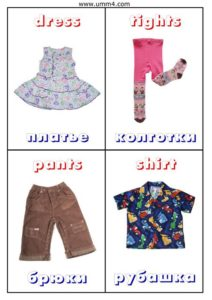 www.umm4.com
dress
tights
платье
колготки
pants
shirt
брюки
рубашка